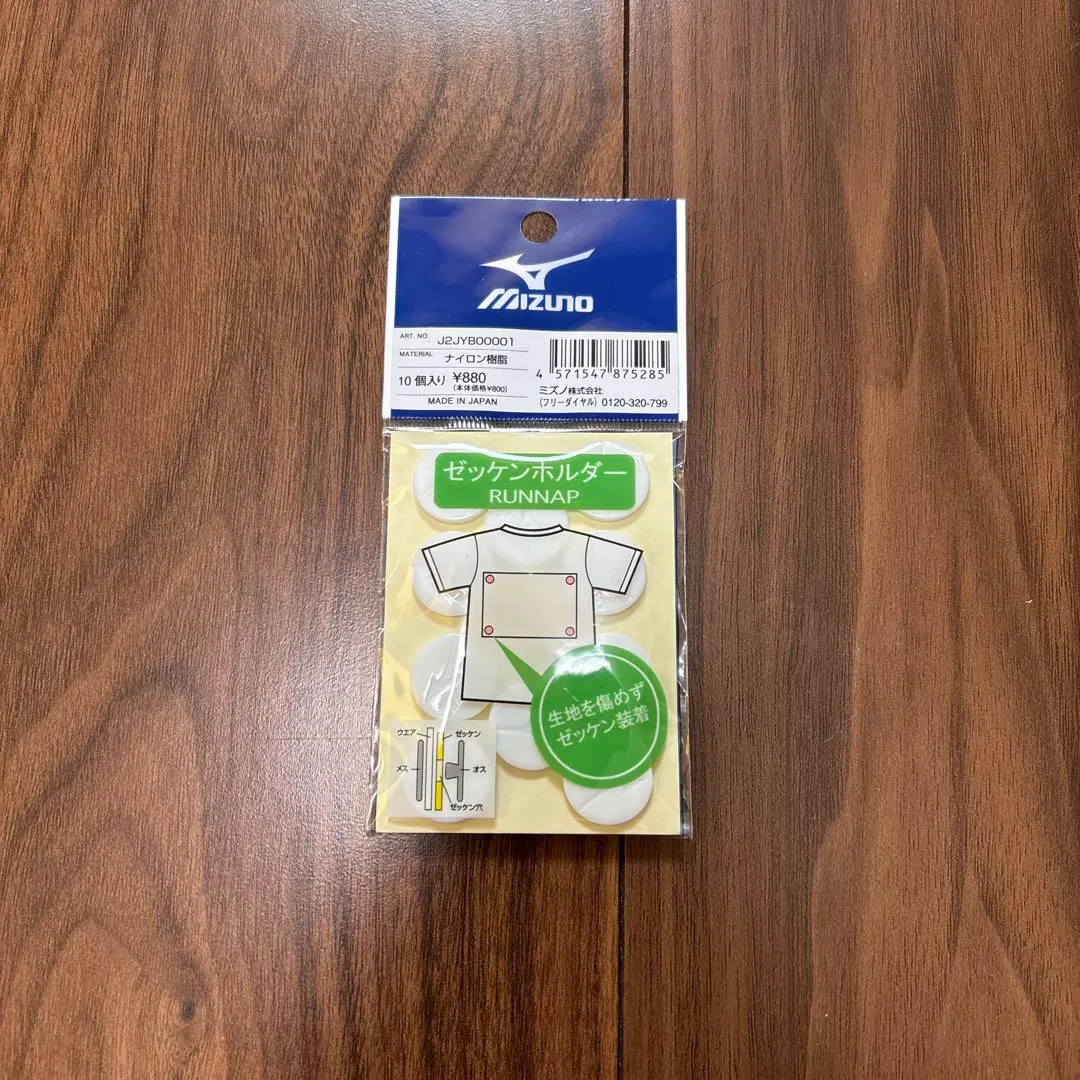 MIZUNO
ART. NO. J2JYB00001
MATERIAL ナイロン樹脂
10個入り ¥880
(本体価格¥800)
MADE IN JAPAN
4 571547 875285
ミズノ株式会社
(フリーダイヤル) 0120-320-799
ゼッケンホルダー
RUNNAP
生地を傷めず
ゼッケン装着
ウエア
ゼッケン
メス
オス
ゼッケン穴